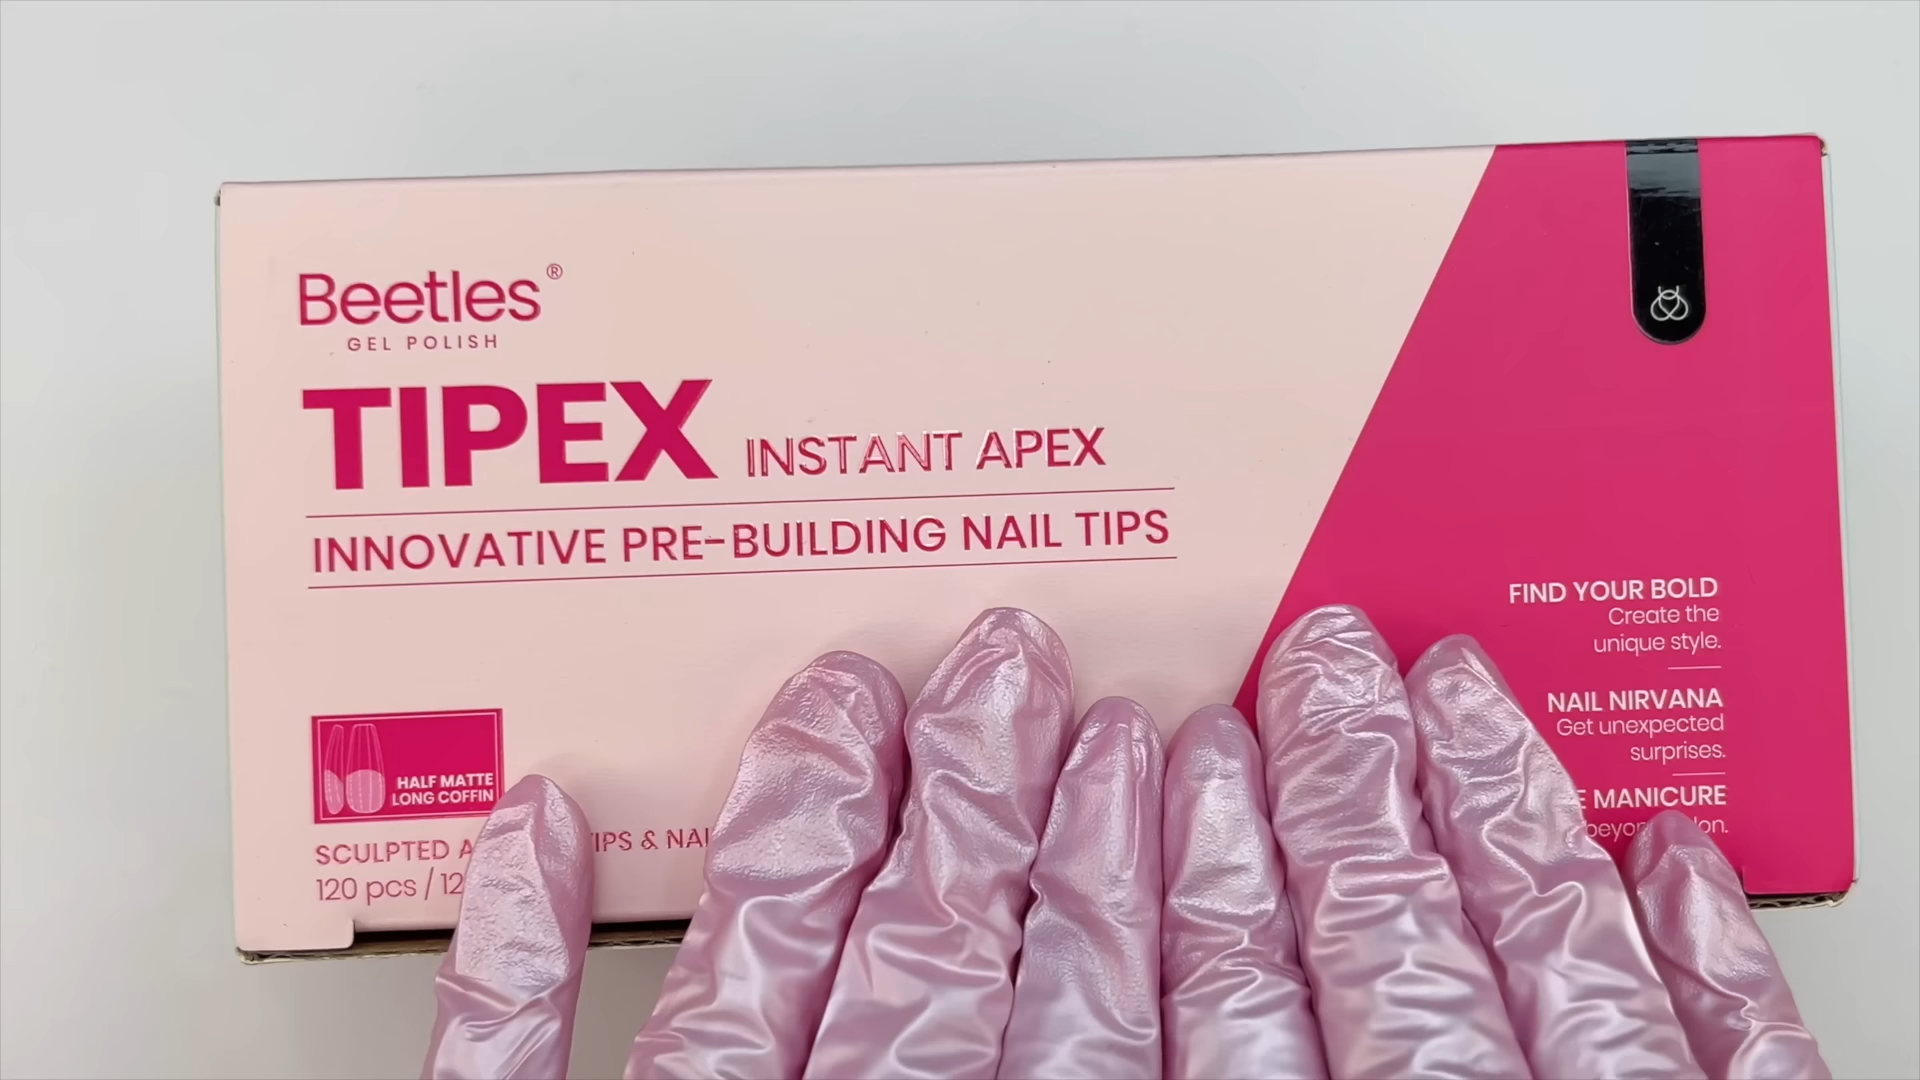 Beetles®
GEL POLISH
TIPEX INSTANT APEX
INNOVATIVE PRE-BUILDING NAIL TIPS
HALF MATTE
LONG COFFIN
SCULPTED TIPS &
120 pcs /
FIND YOUR BOLD
Create the
unique style.
NAIL NIRVANA
Get unexpected
surprises.
MANICURE